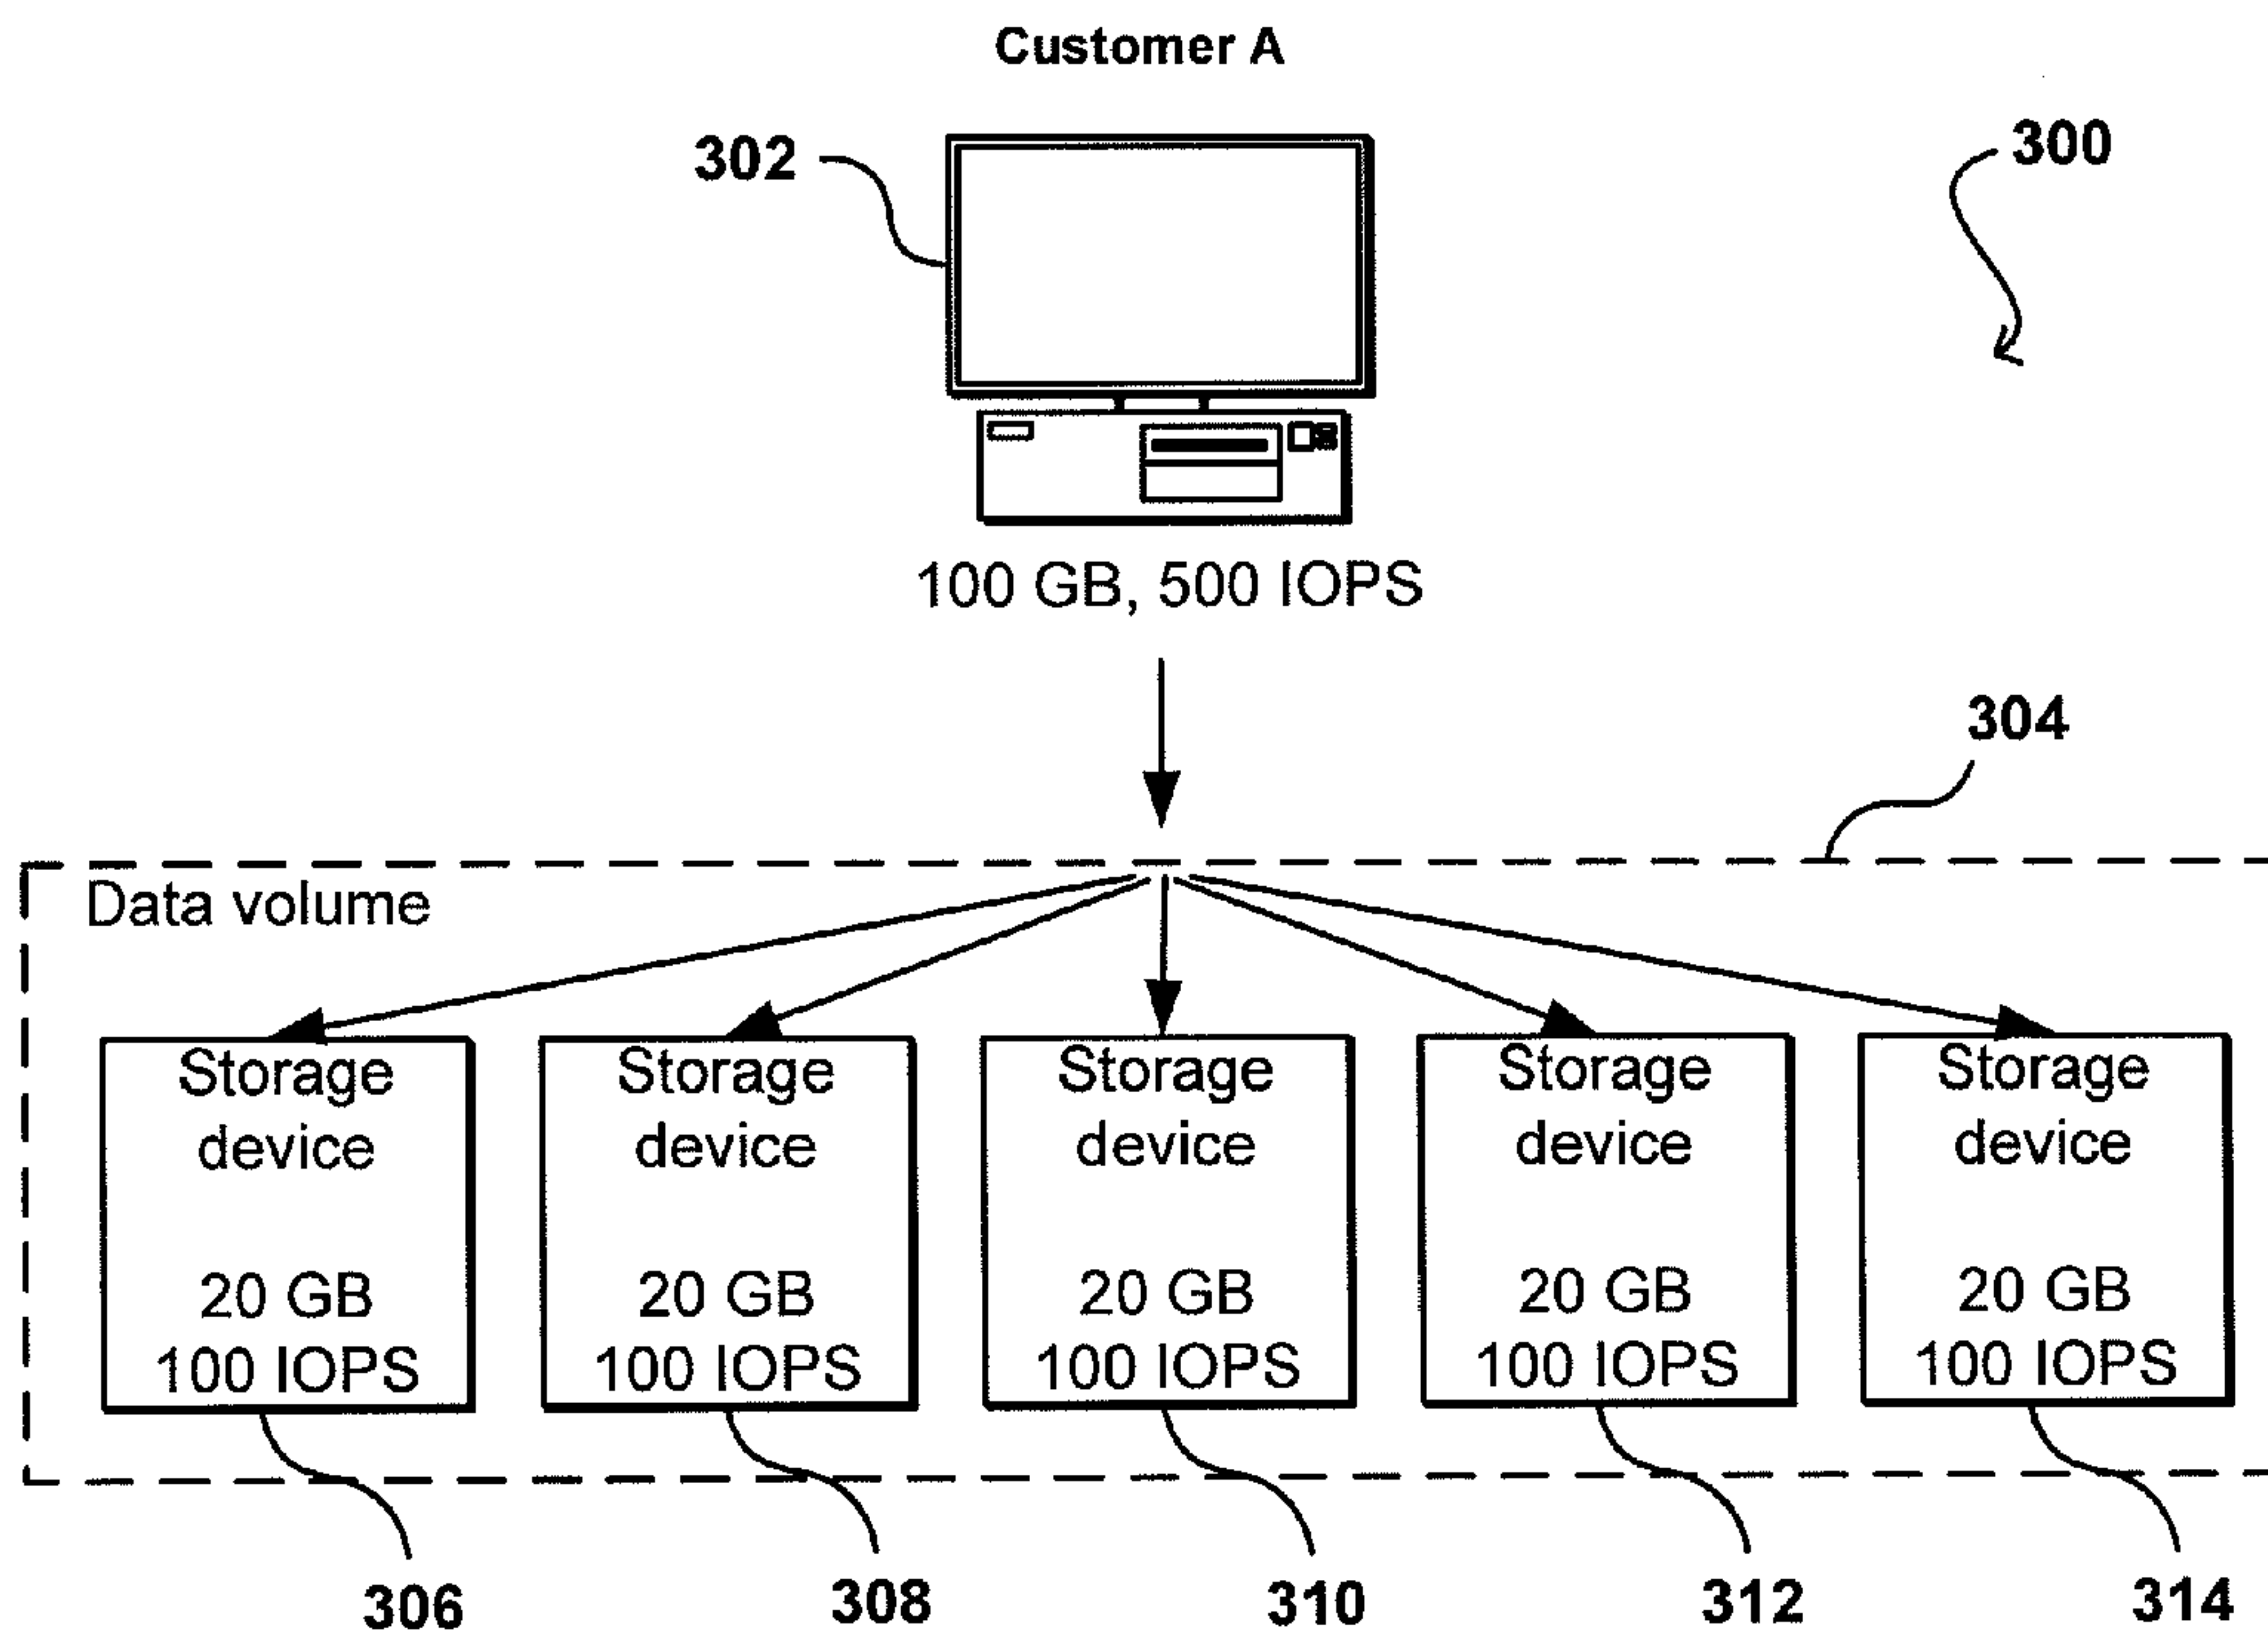 Customer A
302
300
100 GB, 500 IOPS
304
Data volume
Storage
device
20 GB
100 IOPS
Storage
device
20 GB
100 IOPS
Storage
device
20 GB
100 IOPS
Storage
device
20 GB
100 IOPS
Storage
device
20 GB
100 IOPS
306
308
310
312
314